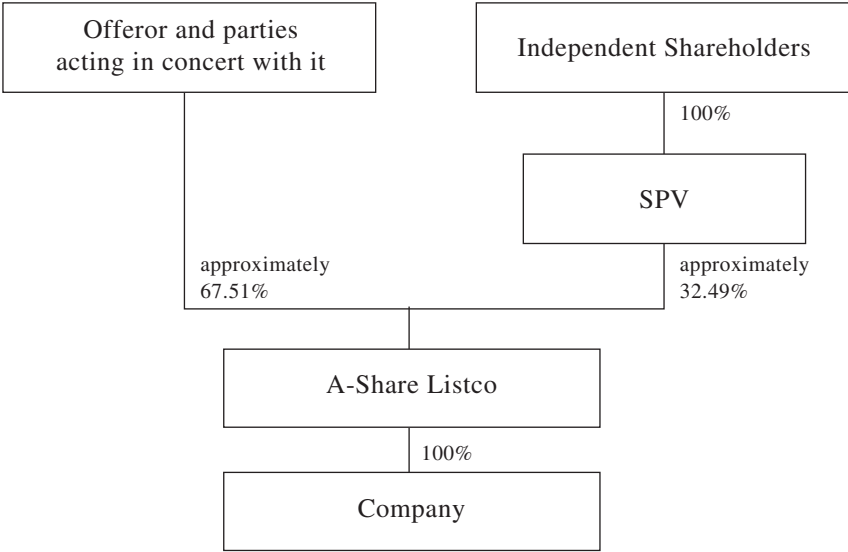 Offeror and parties
acting in concert with it
Independent Shareholders
100%
SPV
approximately
67.51%
approximately
32.49%
A-Share Listco
100%
Company